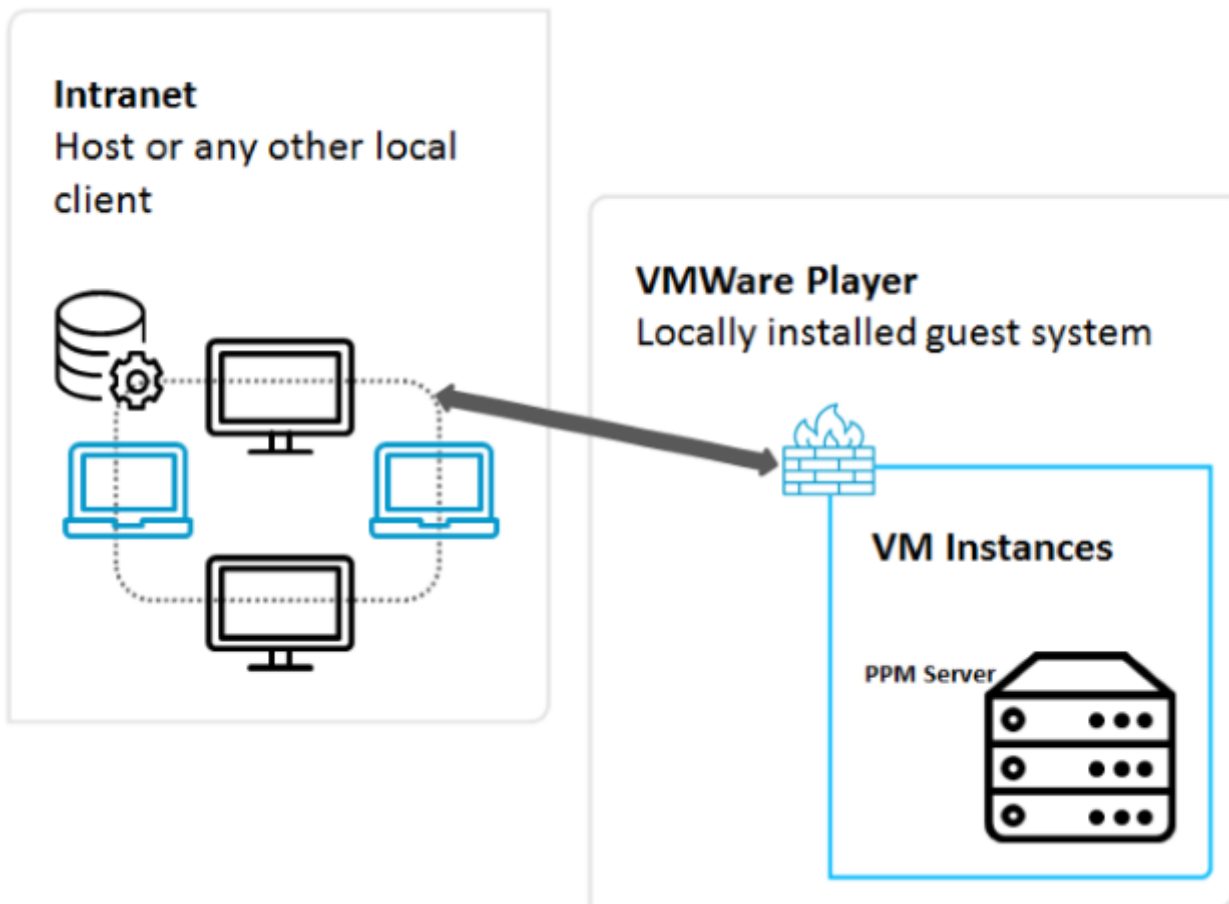 Intranet
Host or any other local
client
VMWare Player
Locally installed guest system
VM Instances
PPM Server